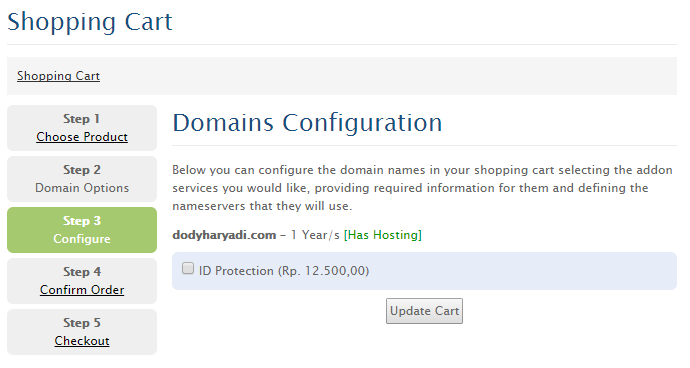 Shopping Cart
Shopping Cart
Step 1
Choose Product
Step 2
Domain Options
Step 3
Configure
Step 4
Confirm Order
Step 5
Checkout
Domains Configuration
Below you can configure the domain names in your shopping cart selecting the addon
services you would like, providing required information for them and defining the
nameservers that they will use.
dodyharyadi.com - 1 Year/s [Has Hosting]
ID Protection (Rp. 12.500,00)
Update Cart